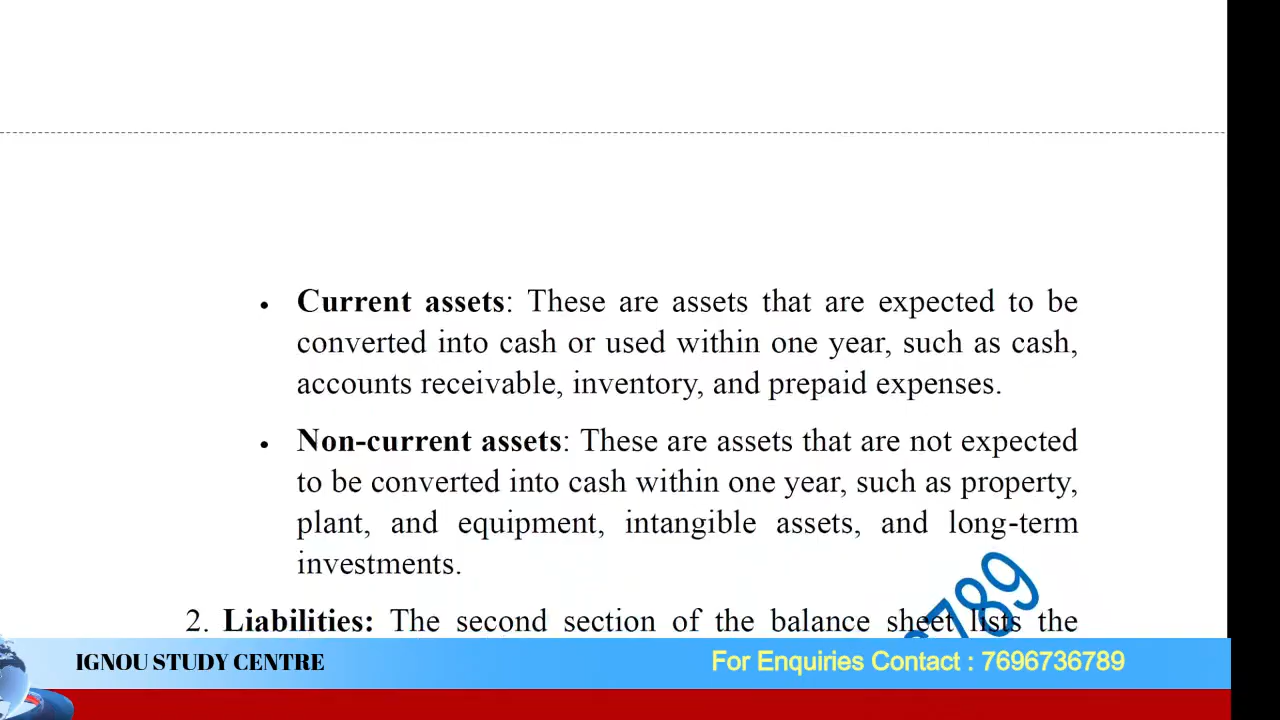 • Current assets: These are assets that are expected to be
converted into cash or used within one year, such as cash,
accounts receivable, inventory, and prepaid expenses.
• Non-current assets: These are assets that are not expected
to be converted into cash within one year, such as property,
plant, and equipment, intangible assets, and long-term
investments.
2. Liabilities: The second section of the balance sheet lists the
789
IGNOU STUDY CENTRE
For Enquiries Contact : 7696736789